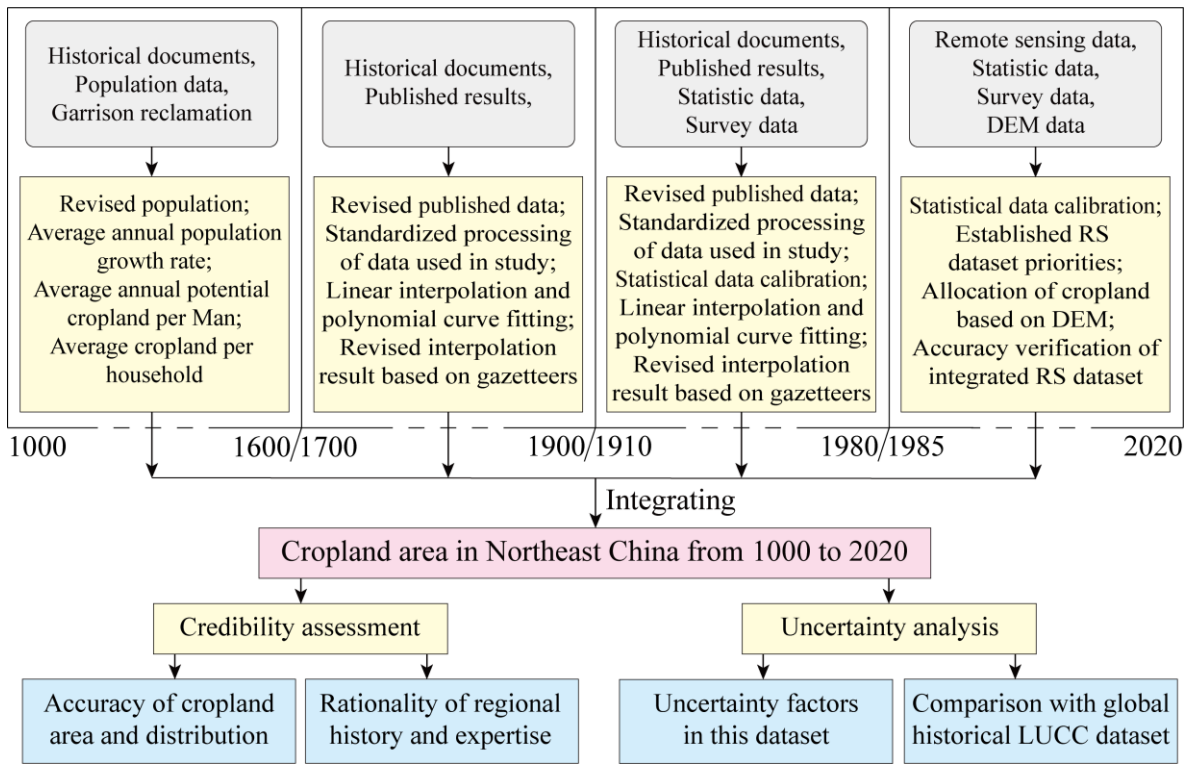 Historical documents,
Population data,
Garrison reclamation
Historical documents,
Published results,
Historical documents,
Published results,
Statistic data,
Survey data
Remote sensing data,
Statistic data,
Survey data,
DEM data
Revised population;
Average annual population
growth rate;
Average annual potential
cropland per Man;
Average cropland per
household
Revised published data;
Standardized processing
of data used in study;
Linear interpolation and
polynomial curve fitting;
Revised interpolation
result based on gazetteers
Revised published data;
Standardized processing
of data used in study;
Statistical data calibration;
Linear interpolation and
polynomial curve fitting;
Revised interpolation
result based on gazetteers
Statistical data calibration;
Established RS
dataset priorities;
Allocation of cropland
based on DEM;
Accuracy verification of
integrated RS dataset
1000
1600/1700
1900/1910
1980/1985
2020
Integrating
Cropland area in Northeast China from 1000 to 2020
Credibility assessment
Uncertainty analysis
Accuracy of cropland
area and distribution
Rationality of regional
history and expertise
Uncertainty factors
in this dataset
Comparison with global
historical LUCC dataset